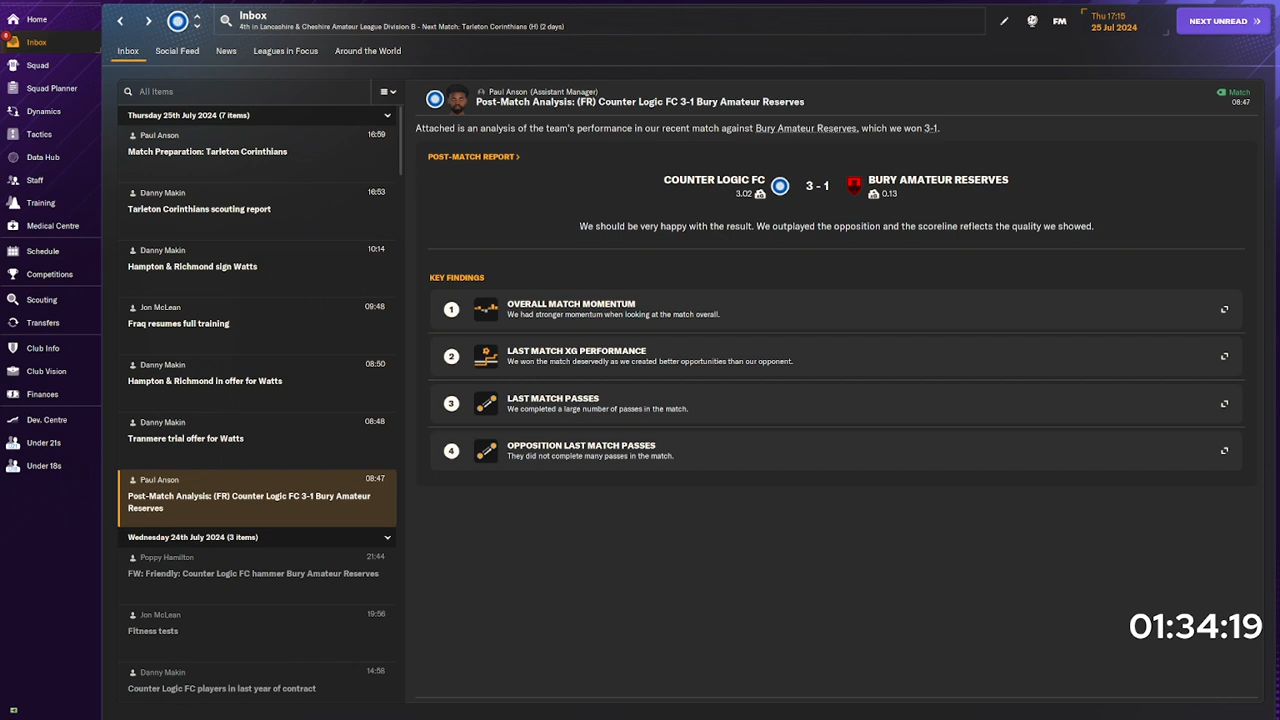 Home
8
Inbox
Squad
Squad Planner
Dynamics
Tactics
Data Hub
Staff
Training
Medical Centre
Schedule
Competitions
Scouting
Transfers
Club Info
Club Vision
Finances
Dev. Centre
Under 21s
Under 18s
Inbox
4th in Lancashire & Cheshire Amateur League Division B - Next Match: Tarleton Corinthians (H) (2 days)
FM
Thu 17:15
25 Jul 2024
NEXT UNREAD
Inbox Social Feed News Leagues in Focus Around the World
All Items
Thursday 25th July 2024 (7 items)
Paul Anson 16:59
Match Preparation: Tarleton Corinthians
Danny Makin 16:53
Tarleton Corinthians scouting report
Danny Makin 10:14
Hampton & Richmond sign Watts
Jon McLean 09:48
Fraq resumes full training
Danny Makin 08:50
Hampton & Richmond in offer for Watts
Danny Makin 08:48
Tranmere trial offer for Watts
Paul Anson 08:47
Post-Match Analysis: (FR) Counter Logic FC 3-1 Bury Amateur
Reserves
Wednesday 24th July 2024 (3 items)
Poppy Hamilton 21:44
FW: Friendly: Counter Logic FC hammer Bury Amateur Reserves
Jon McLean 19:56
Fitness tests
Danny Makin 14:58
Counter Logic FC players in last year of contract
Paul Anson (Assistant Manager)
Post-Match Analysis: (FR) Counter Logic FC 3-1 Bury Amateur Reserves
Match
08:47
Attached is an analysis of the team's performance in our recent match against Bury Amateur Reserves, which we won 3-1.
POST-MATCH REPORT >
COUNTER LOGIC FC 3 - 1 BURY AMATEUR RESERVES
3.02 0.13
We should be very happy with the result. We outplayed the opposition and the scoreline reflects the quality we showed.
KEY FINDINGS
1 OVERALL MATCH MOMENTUM
We had stronger momentum when looking at the match overall.
2 LAST MATCH XG PERFORMANCE
We won the match deservedly as we created better opportunities than our opponent.
3 LAST MATCH PASSES
We completed a large number of passes in the match.
4 OPPOSITION LAST MATCH PASSES
They did not complete many passes in the match.
01:34:19